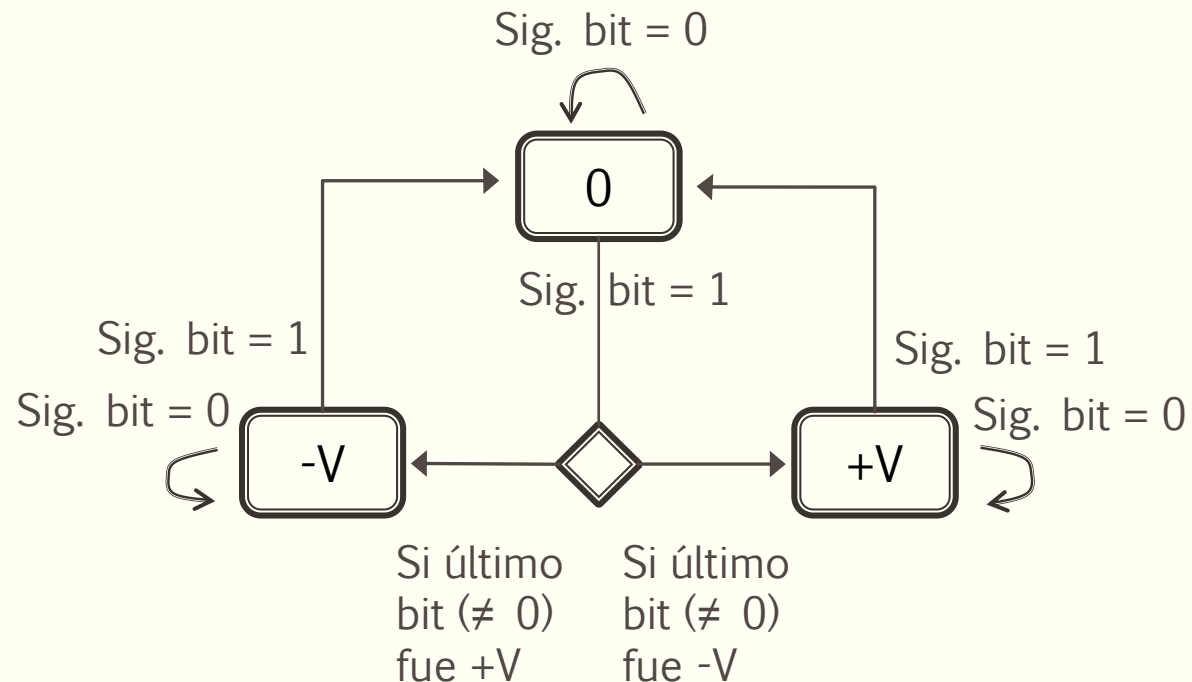 Sig. bit = 0
0
Sig. bit = 1
Sig. bit = 1
Sig. bit = 1
Sig. bit = 0
Sig. bit = 0
-V
+V
Si último
bit (≠ 0)
fue +V
Si último
bit (≠ 0)
fue -V